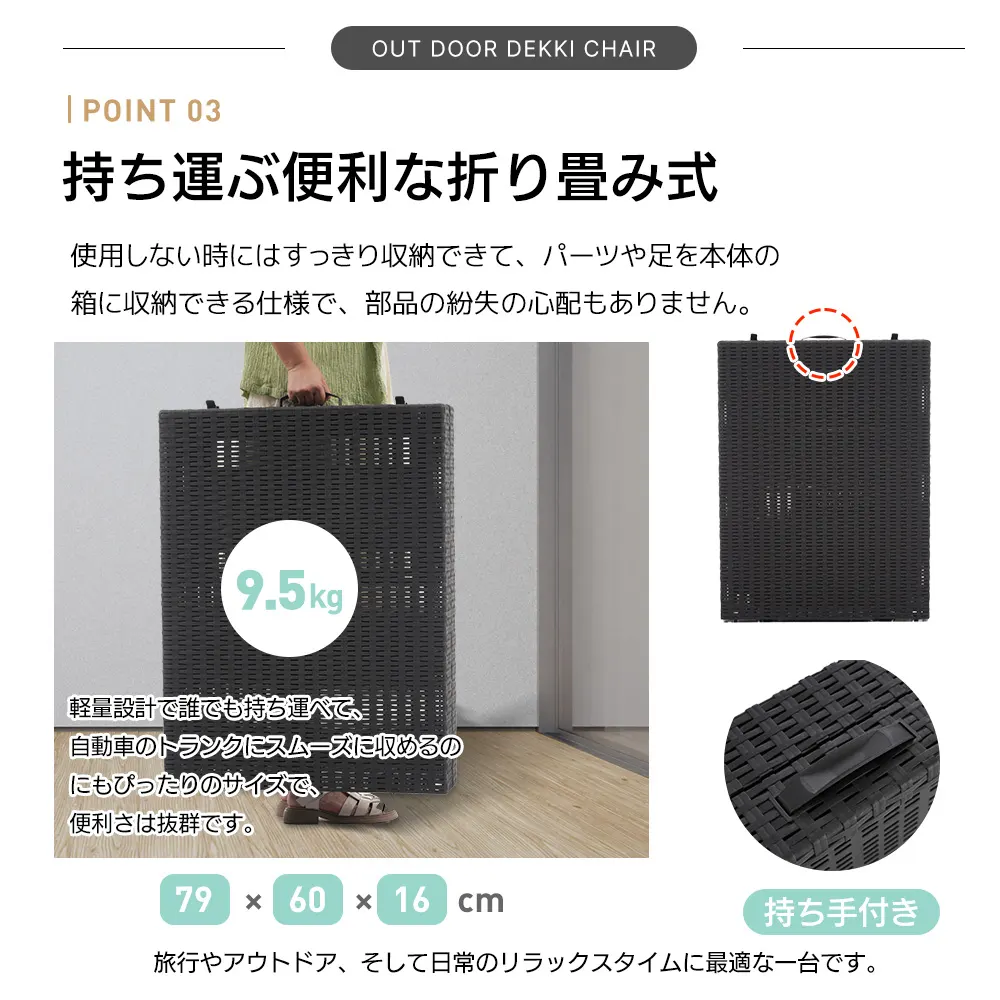 OUT DOOR DEKKI CHAIR
POINT 03
持ち運ぶ便利な折り畳み式
使用しない時にはすっきり収納できて、パーツや足を本体の
箱に収納できる仕様で、部品の紛失の心配もありません。
9.5kg
軽量設計で誰でも持ち運べて、
自動車のトランクにスムーズに収めるの
にもぴったりのサイズで、
便利さは抜群です。
79 × 60 × 16 cm
持ち手付き
旅行やアウトドア、そして日常のリラックスタイムに最適な一台です。